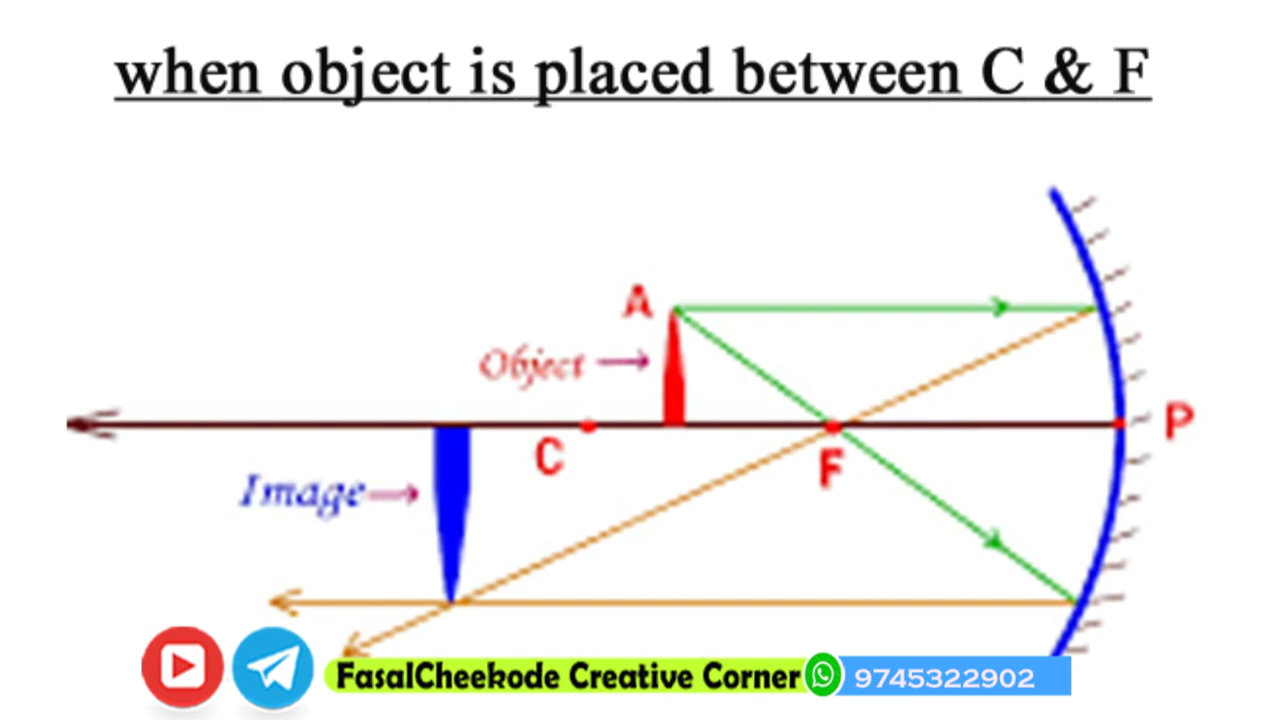 when object is placed between C & F
A
Object
P
C
F
Image
FasalCheekode Creative Corner 9745322902